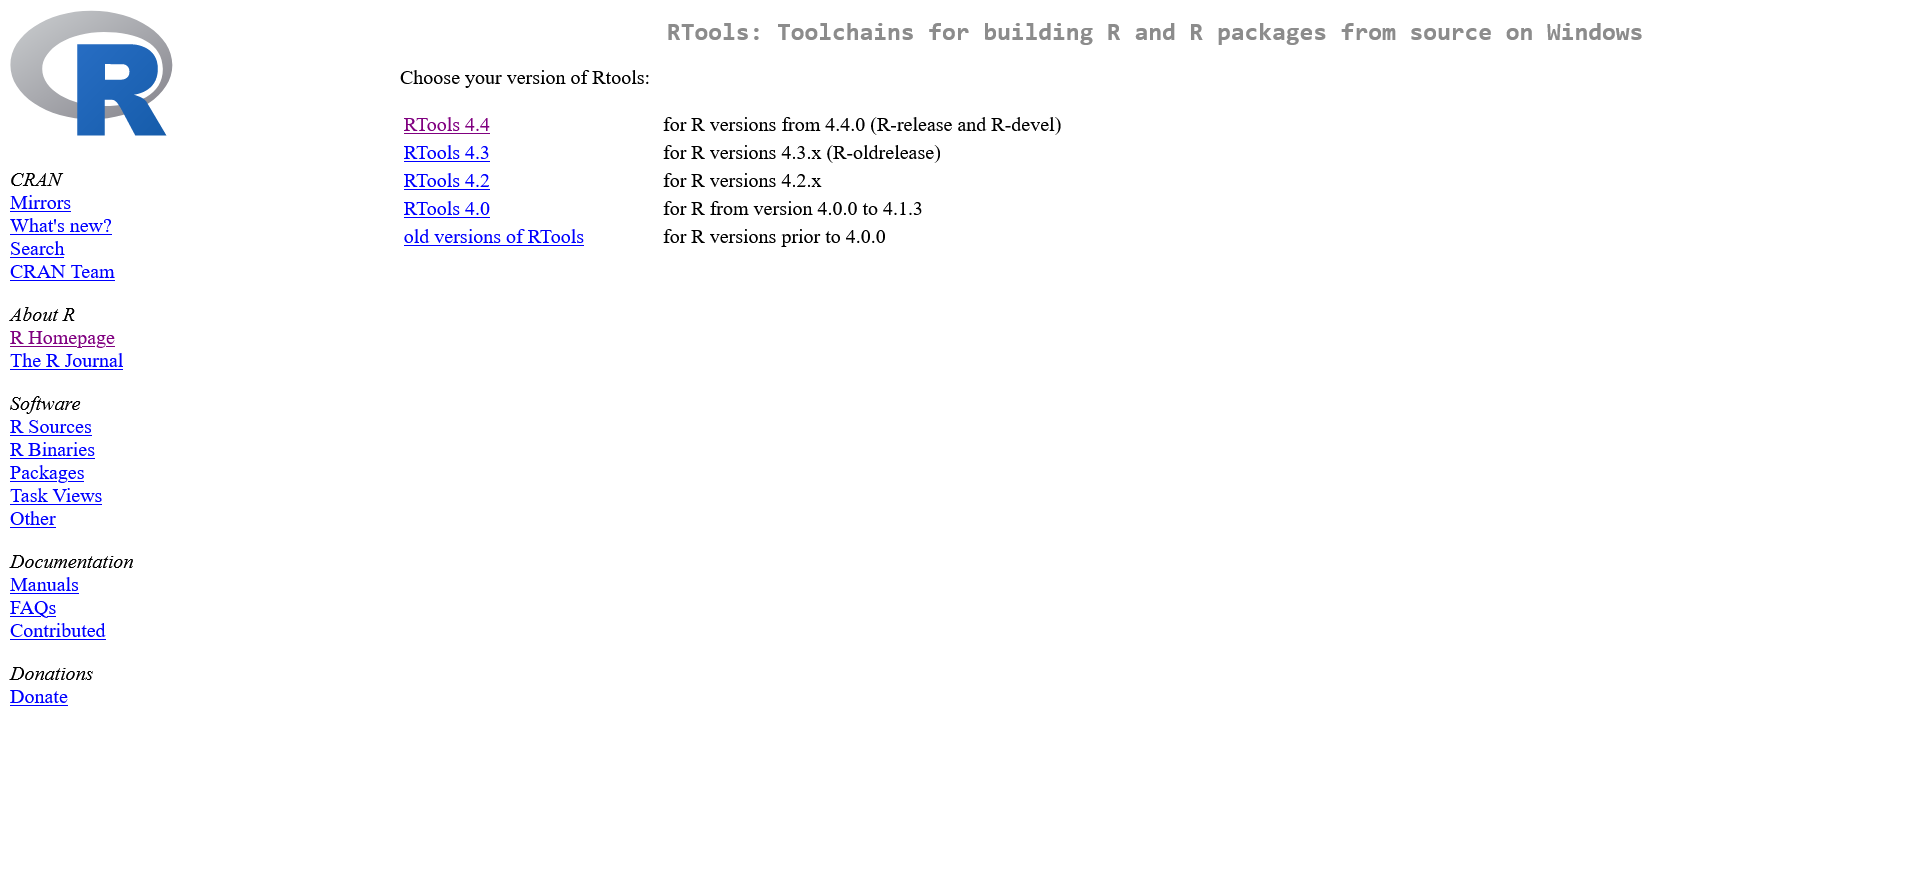 R
CRAN
Mirrors
What's new?
Search
CRAN Team
About R
R Homepage
The R Journal
Software
R Sources
R Binaries
Packages
Task Views
Other
Documentation
Manuals
FAQs
Contributed
Donations
Donate
RTools: Toolchains for building R and R packages from source on Windows
Choose your version of Rtools:
RTools 4.4 for R versions from 4.4.0 (R-release and R-devel)
RTools 4.3 for R versions 4.3.x (R-oldrelease)
RTools 4.2 for R versions 4.2.x
RTools 4.0 for R from version 4.0.0 to 4.1.3
old versions of RTools for R versions prior to 4.0.0